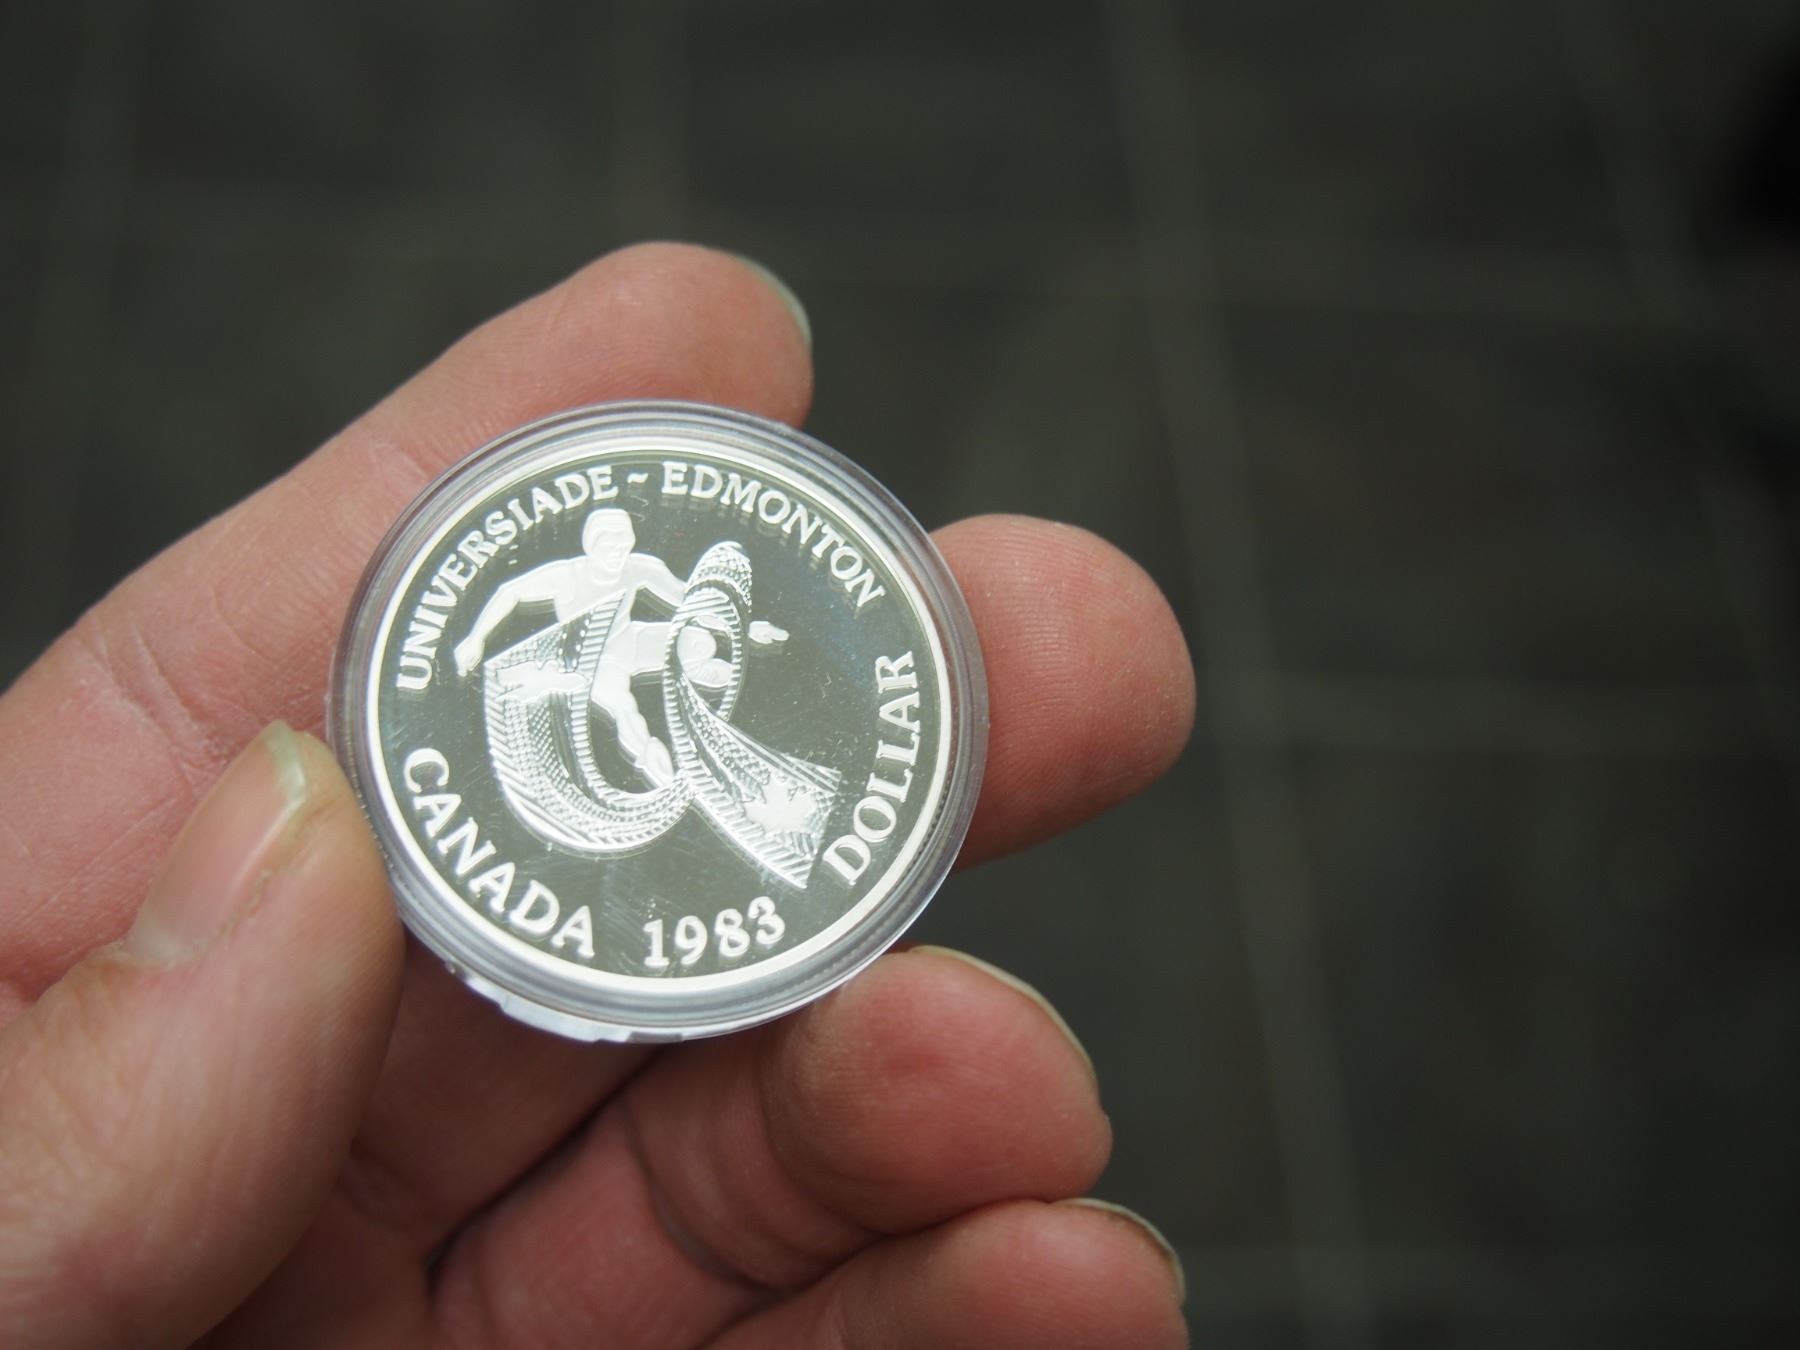 UNIVERSIADE ~ EDMONTON
CANADA 1983 DOLLAR